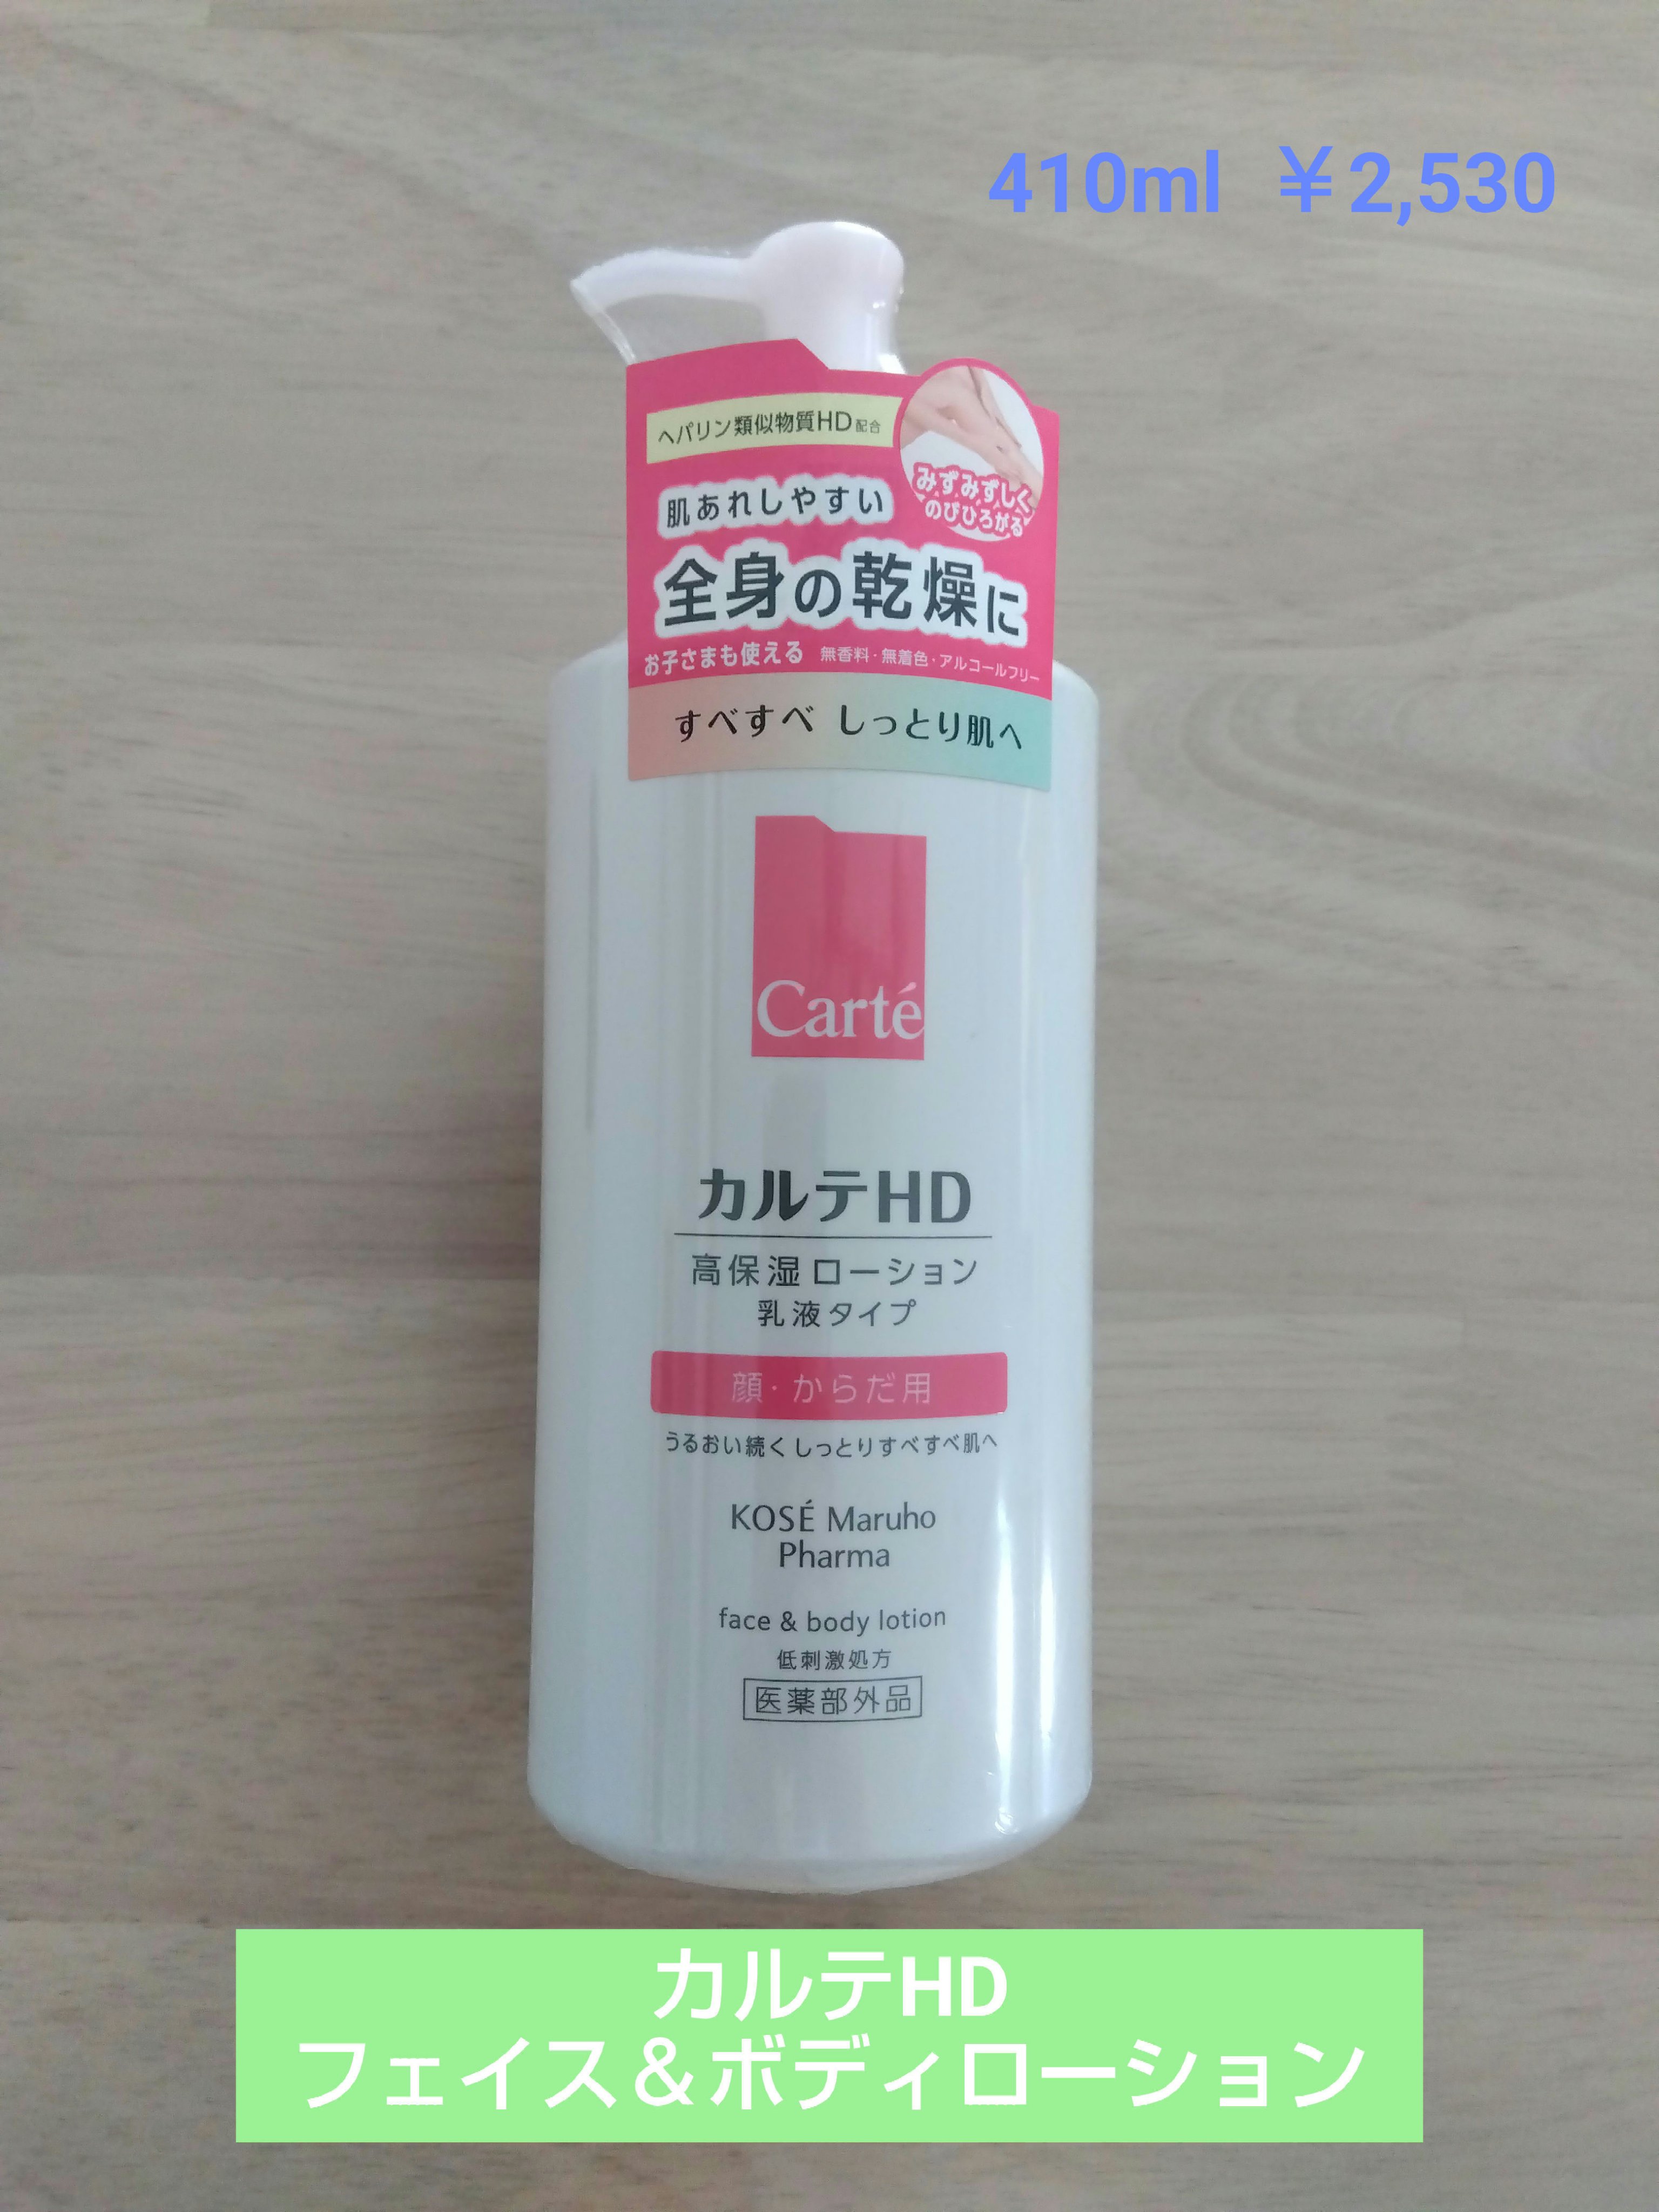 410ml ￥2,530
ヘパリン類似物質HD配合
みずみずしく
のびひろがる
肌あれしやすい
全身の乾燥に
お子さまも使える 無香料・無着色・アルコールフリー
すべすべ しっとり肌へ
Carté
カルテHD
高保湿ローション
乳液タイプ
顔・からだ用
うるおい続くしっとりすべすべ肌へ
KOSÉ Maruho
Pharma
face & body lotion
低刺激処方
医薬部外品
カルテHD
フェイス＆ボディローション